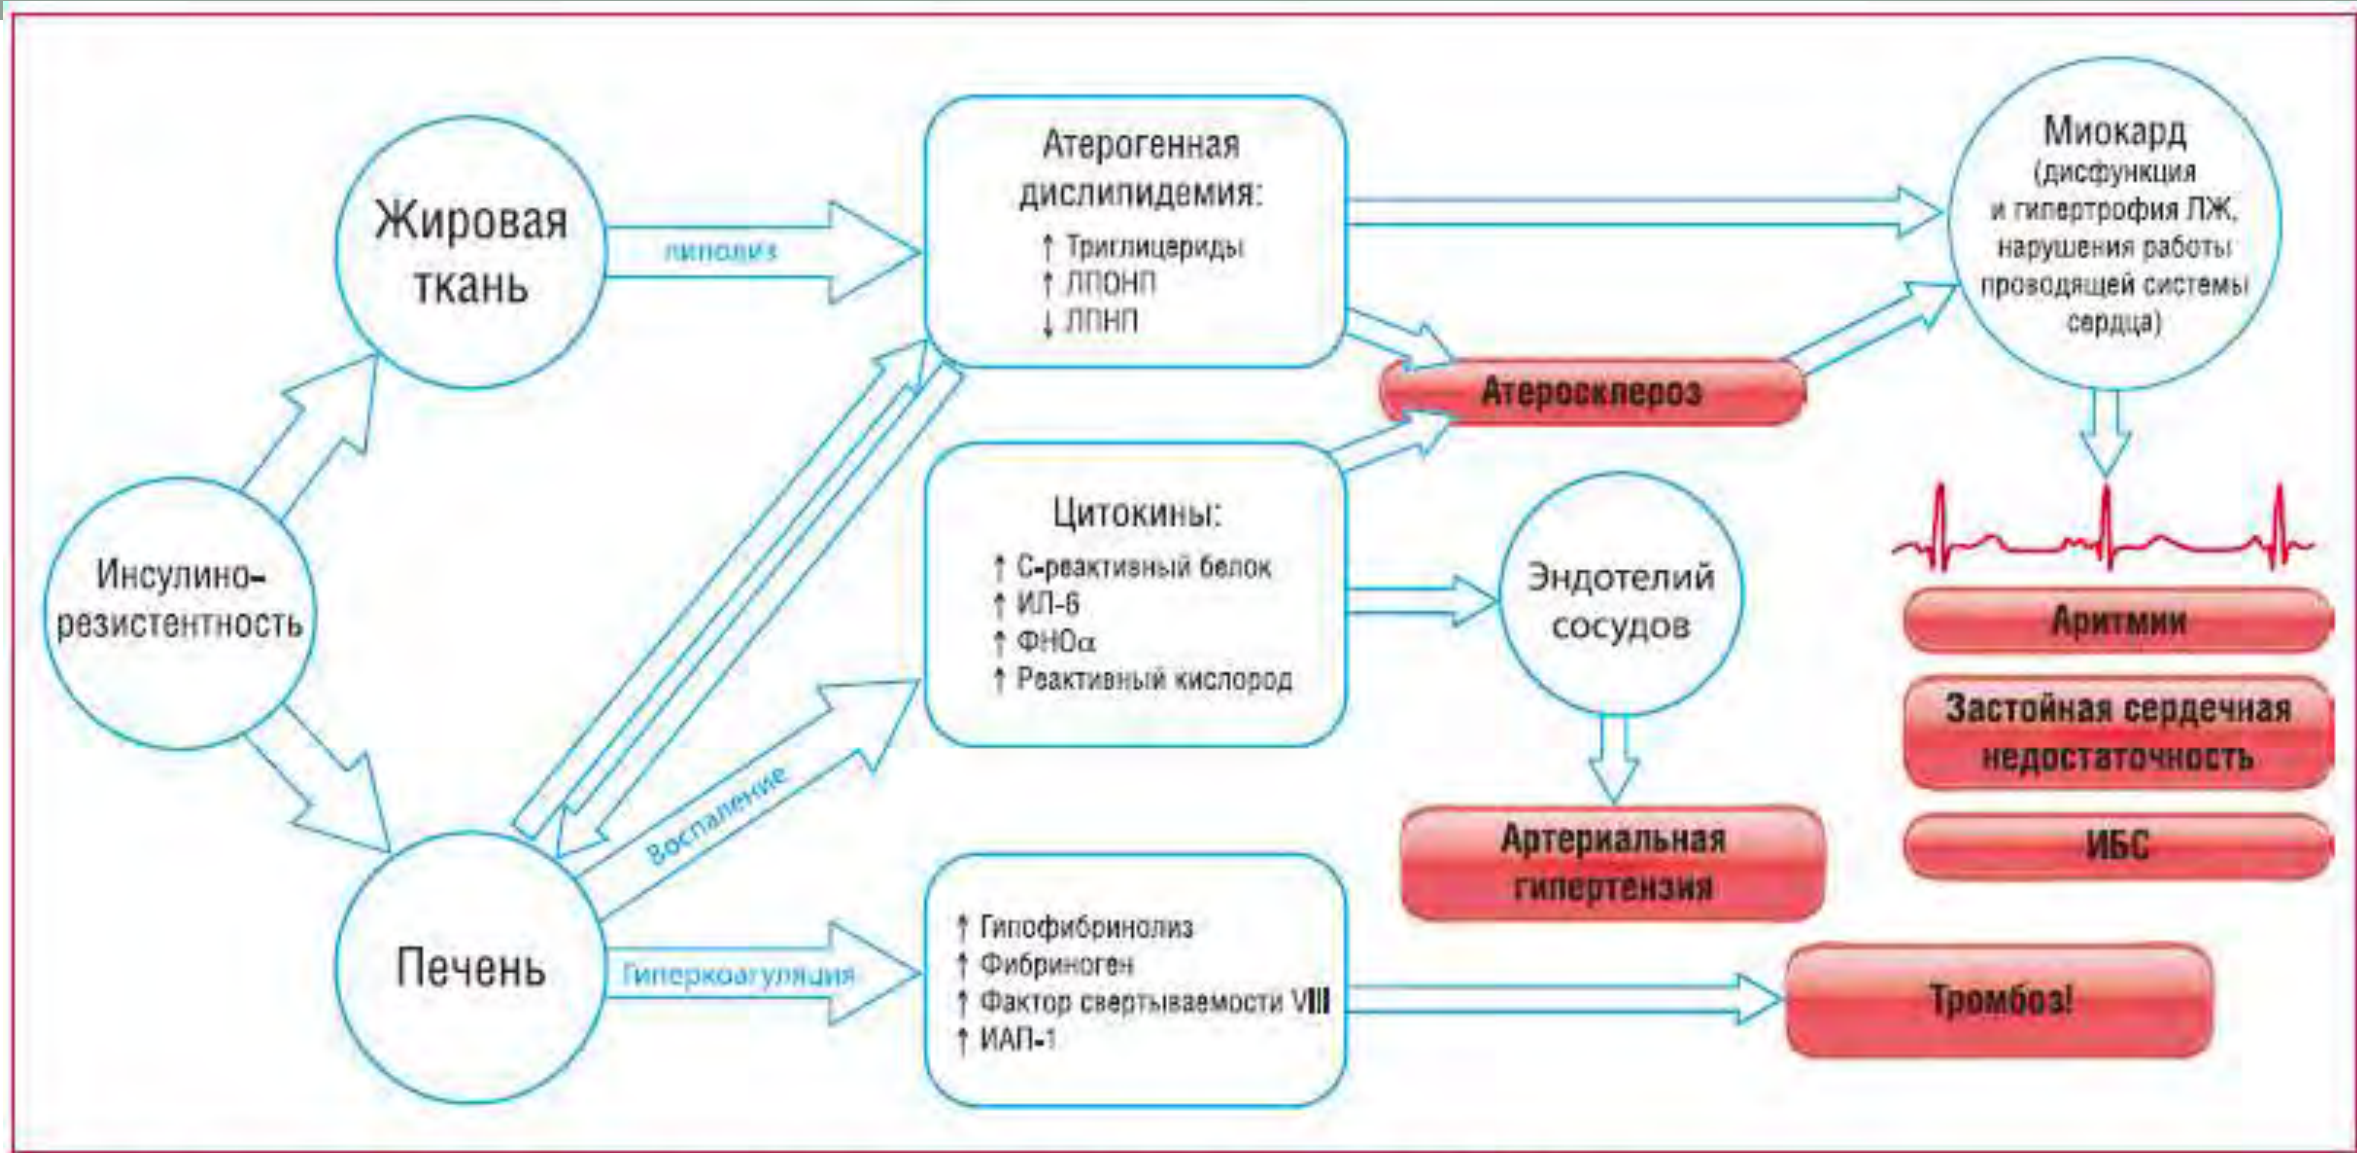 Инсулино-
резистентность
Жировая
ткань
липолиз
Печень
Воспаление
Гиперкоагуляция
Атерогенная
дислипидемия:
↑ Триглицериды
↑ ЛПОНП
↓ ЛПНП
Цитокины:
↑ С-реактивный белок
↑ ИЛ-6
↑ ФНОα
↑ Реактивный кислород
↑ Гипофибринолиз
↑ Фибриноген
↑ Фактор свертываемости VIII
↑ ИАП-1
Атеросклероз
Эндотелий
сосудов
Артериальная
гипертензия
Тромбоз!
Миокард
(дисфункция
и гипертрофия ЛЖ,
нарушения работы
проводящей системы
сердца)
Аритмии
Застойная сердечная
недостаточность
ИБС